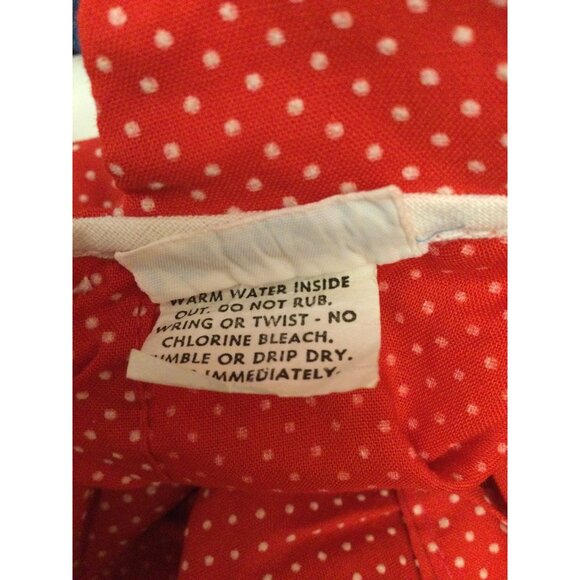 WARM WATER INSIDE
OUT. DO NOT RUB.
WRING OR TWIST - NO
CHLORINE BLEACH.
UMBLE OR DRIP DRY.
IMMEDIATELY